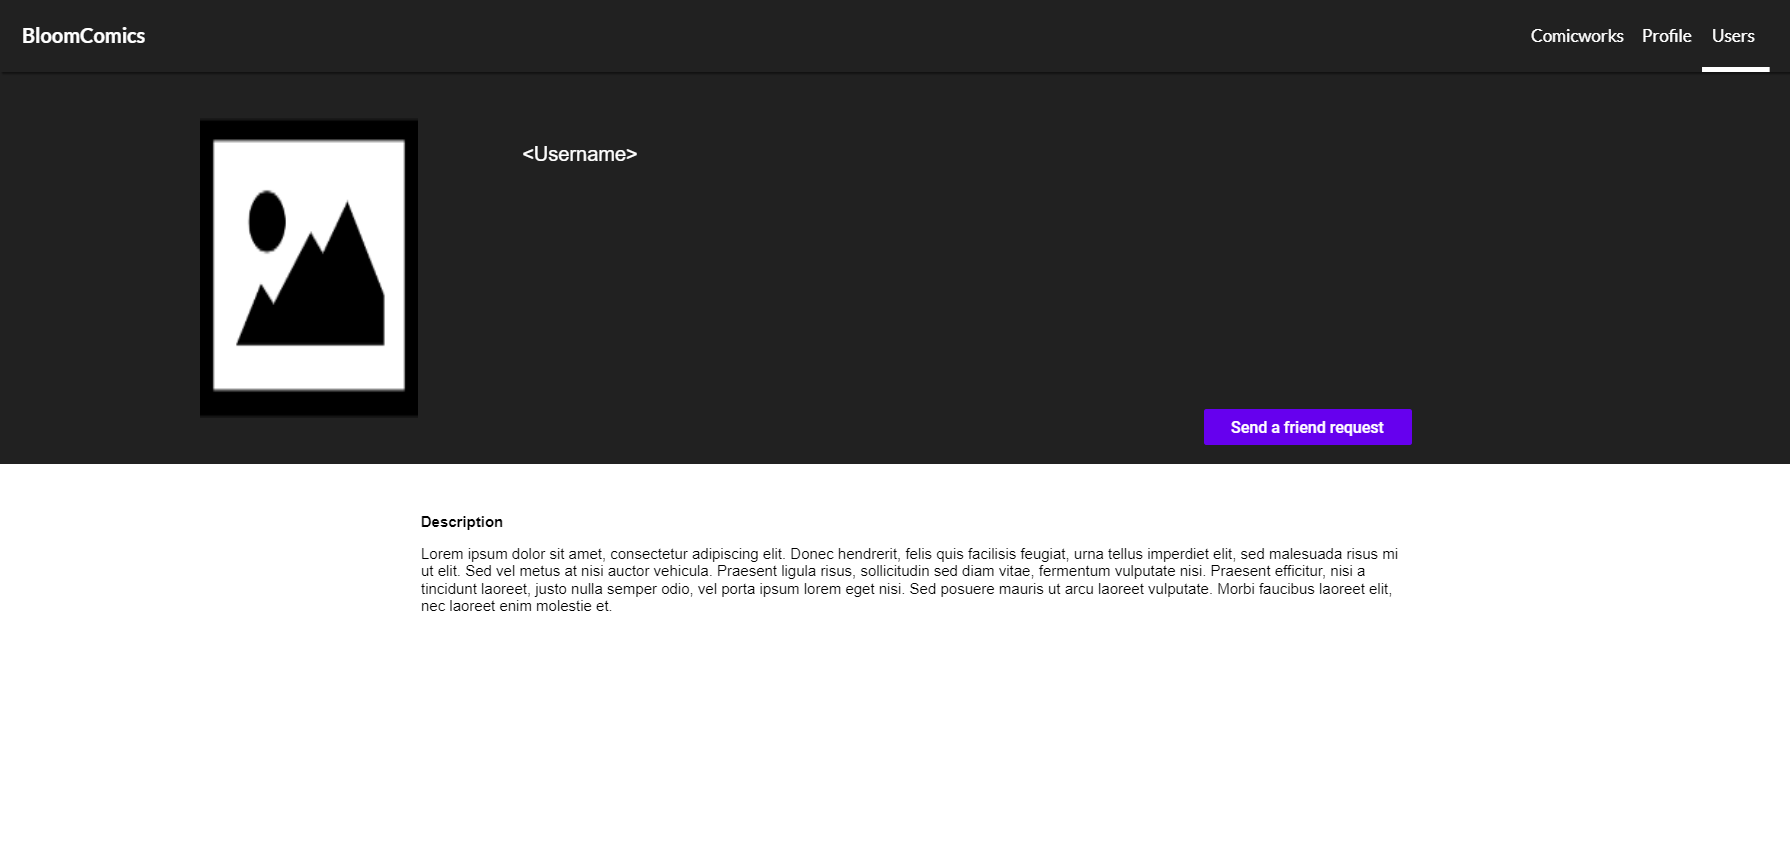 BloomComics
Comicworks Profile Users
<Username>
Send a friend request
Description
Lorem ipsum dolor sit amet, consectetur adipiscing elit. Donec hendrerit, felis quis facilisis feugiat, urna tellus imperdiet elit, sed malesuada risus mi
ut elit. Sed vel metus at nisi auctor vehicula. Praesent ligula risus, sollicitudin sed diam vitae, fermentum vulputate nisi. Praesent efficitur, nisi a
tincidunt laoreet, justo nulla semper odio, vel porta ipsum lorem eget nisi. Sed posuere mauris ut arcu laoreet vulputate. Morbi faucibus laoreet elit,
nec laoreet enim molestie et.